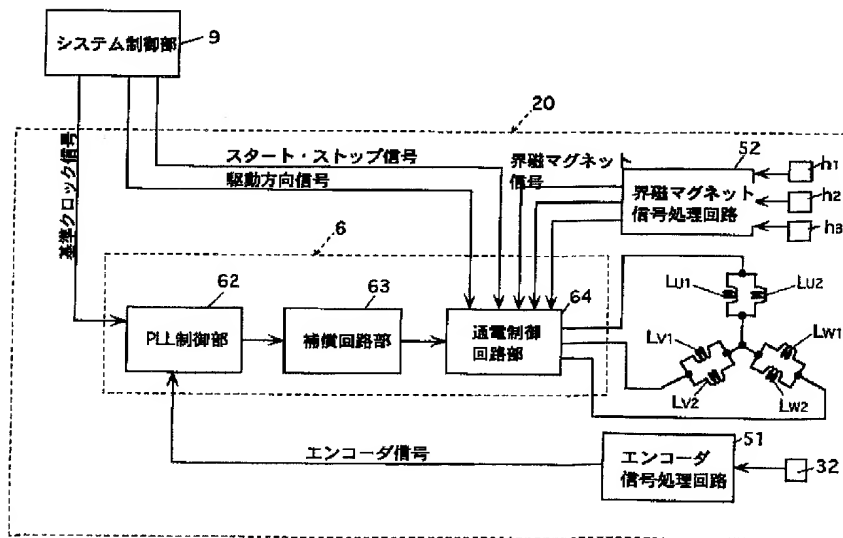 システム制御部
9
20
基準クロック信号
スタート・ストップ信号
駆動方向信号
界磁マグネット
信号
52
界磁マグネット
信号処理回路
h1
h2
h3
6
62
PLL制御部
63
補償回路部
64
通電制御
回路部
LU1
LU2
LV1
LV2
LW1
LW2
エンコーダ信号
51
エンコーダ
信号処理回路
32